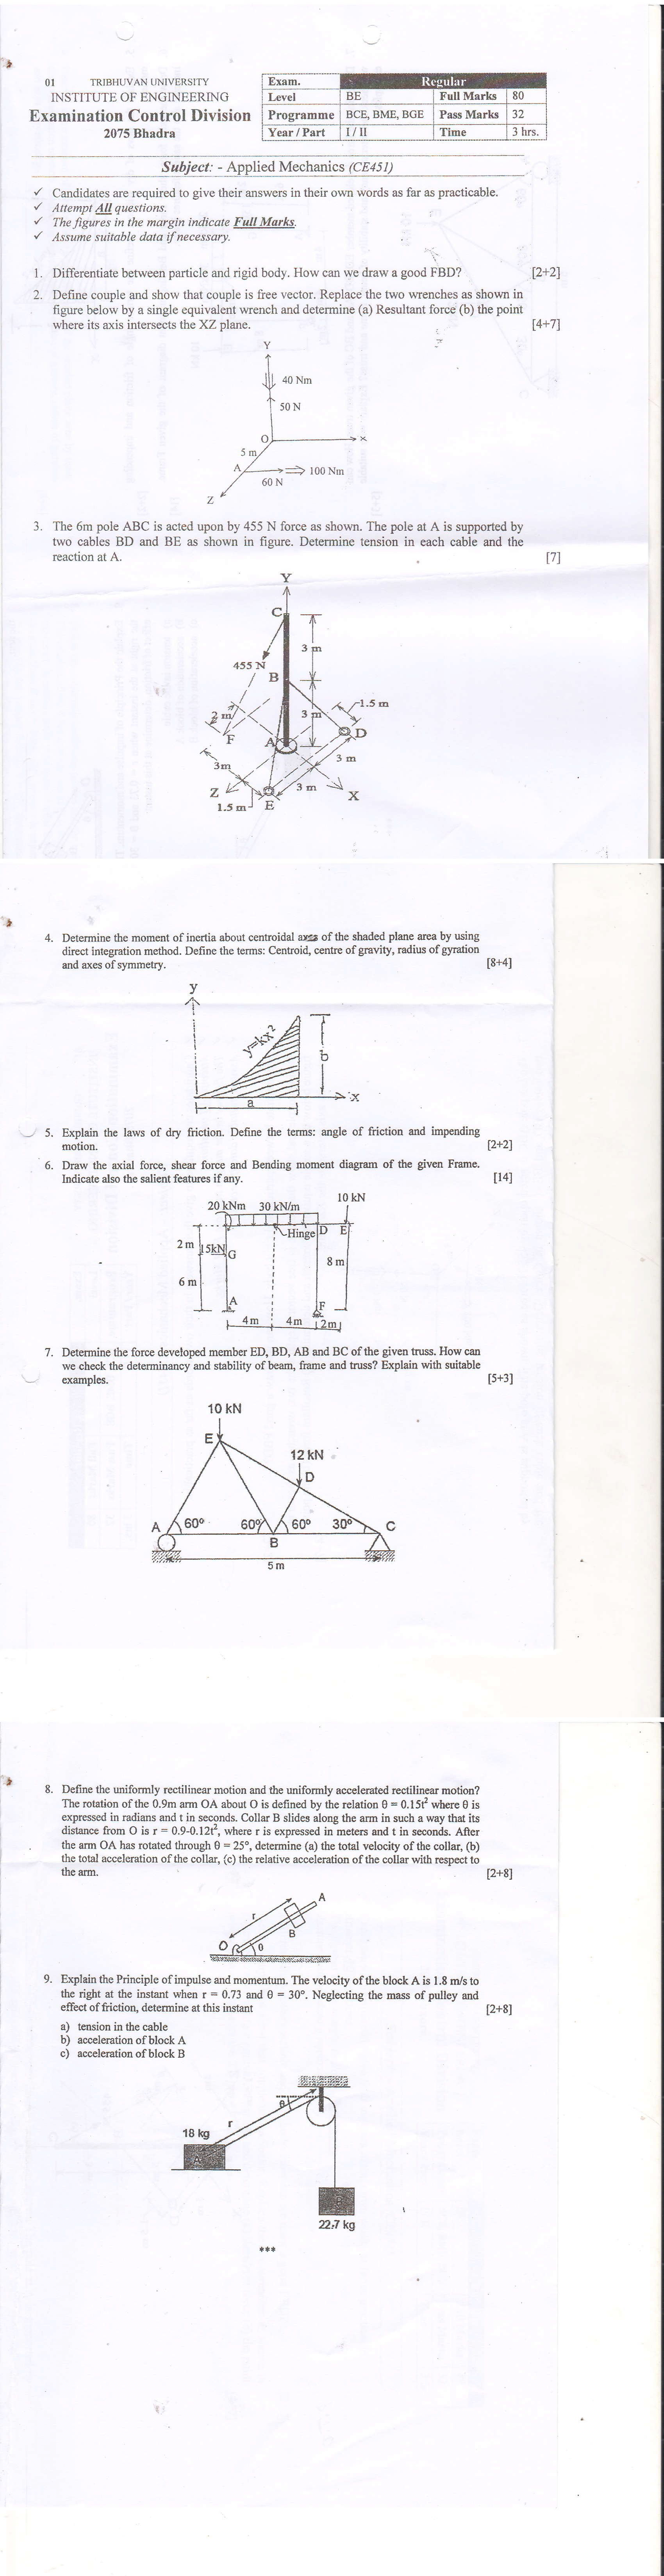 01 TRIBHUVAN UNIVERSITY
INSTITUTE OF ENGINEERING
Examination Control Division
2075 Bhadra
Exam. Regular
Level BE Full Marks 80
Programme BCE, BME, BGE Pass Marks 32
Year / Part I / II Time 3 hrs.
Subject: - Applied Mechanics (CE451)
✓ Candidates are required to give their answers in their own words as far as practicable.
✓ Attempt All questions.
✓ The figures in the margin indicate Full Marks.
✓ Assume suitable data if necessary.
1. Differentiate between particle and rigid body. How can we draw a good FBD? [2+2]
2. Define couple and show that couple is free vector. Replace the two wrenches as shown in
figure below by a single equivalent wrench and determine (a) Resultant force (b) the point
where its axis intersects the XZ plane. [4+7]
Y
40 Nm
50 N
O
x
5 m
A
100 Nm
60 N
Z
3. The 6m pole ABC is acted upon by 455 N force as shown. The pole at A is supported by
two cables BD and BE as shown in figure. Determine tension in each cable and the
reaction at A. [7]
Y
C
3 m
455 N
B
2 m
3 m
1.5 m
F
A
D
3m
3 m
Z
3 m
X
1.5 m
E
4. Determine the moment of inertia about centroidal axes of the shaded plane area by using
direct integration method. Define the terms: Centroid, centre of gravity, radius of gyration
and axes of symmetry. [8+4]
y
y=kx²
b
x
a
5. Explain the laws of dry friction. Define the terms: angle of friction and impending
motion. [2+2]
6. Draw the axial force, shear force and Bending moment diagram of the given Frame.
Indicate also the salient features if any. [14]
10 kN
20 kNm 30 kN/m
Hinge D E
2 m 15kN G
8 m
6 m
A F
4m 4m 2m
7. Determine the force developed member ED, BD, AB and BC of the given truss. How can
we check the determinancy and stability of beam, frame and truss? Explain with suitable
examples. [5+3]
10 kN
E
12 kN
D
A 60° 60° 60° 30° C
B
5 m
8. Define the uniformly rectilinear motion and the uniformly accelerated rectilinear motion?
The rotation of the 0.9m arm OA about O is defined by the relation θ = 0.15t² where θ is
expressed in radians and t in seconds. Collar B slides along the arm in such a way that its
distance from O is r = 0.9-0.12t², where r is expressed in meters and t in seconds. After
the arm OA has rotated through θ = 25°, determine (a) the total velocity of the collar, (b)
the total acceleration of the collar, (c) the relative acceleration of the collar with respect to
the arm. [2+8]
A
r
B
O
θ
9. Explain the Principle of impulse and momentum. The velocity of the block A is 1.8 m/s to
the right at the instant when r = 0.73 and θ = 30°. Neglecting the mass of pulley and
effect of friction, determine at this instant [2+8]
a) tension in the cable
b) acceleration of block A
c) acceleration of block B
θ
r
18 kg
A
B
22.7 kg
***